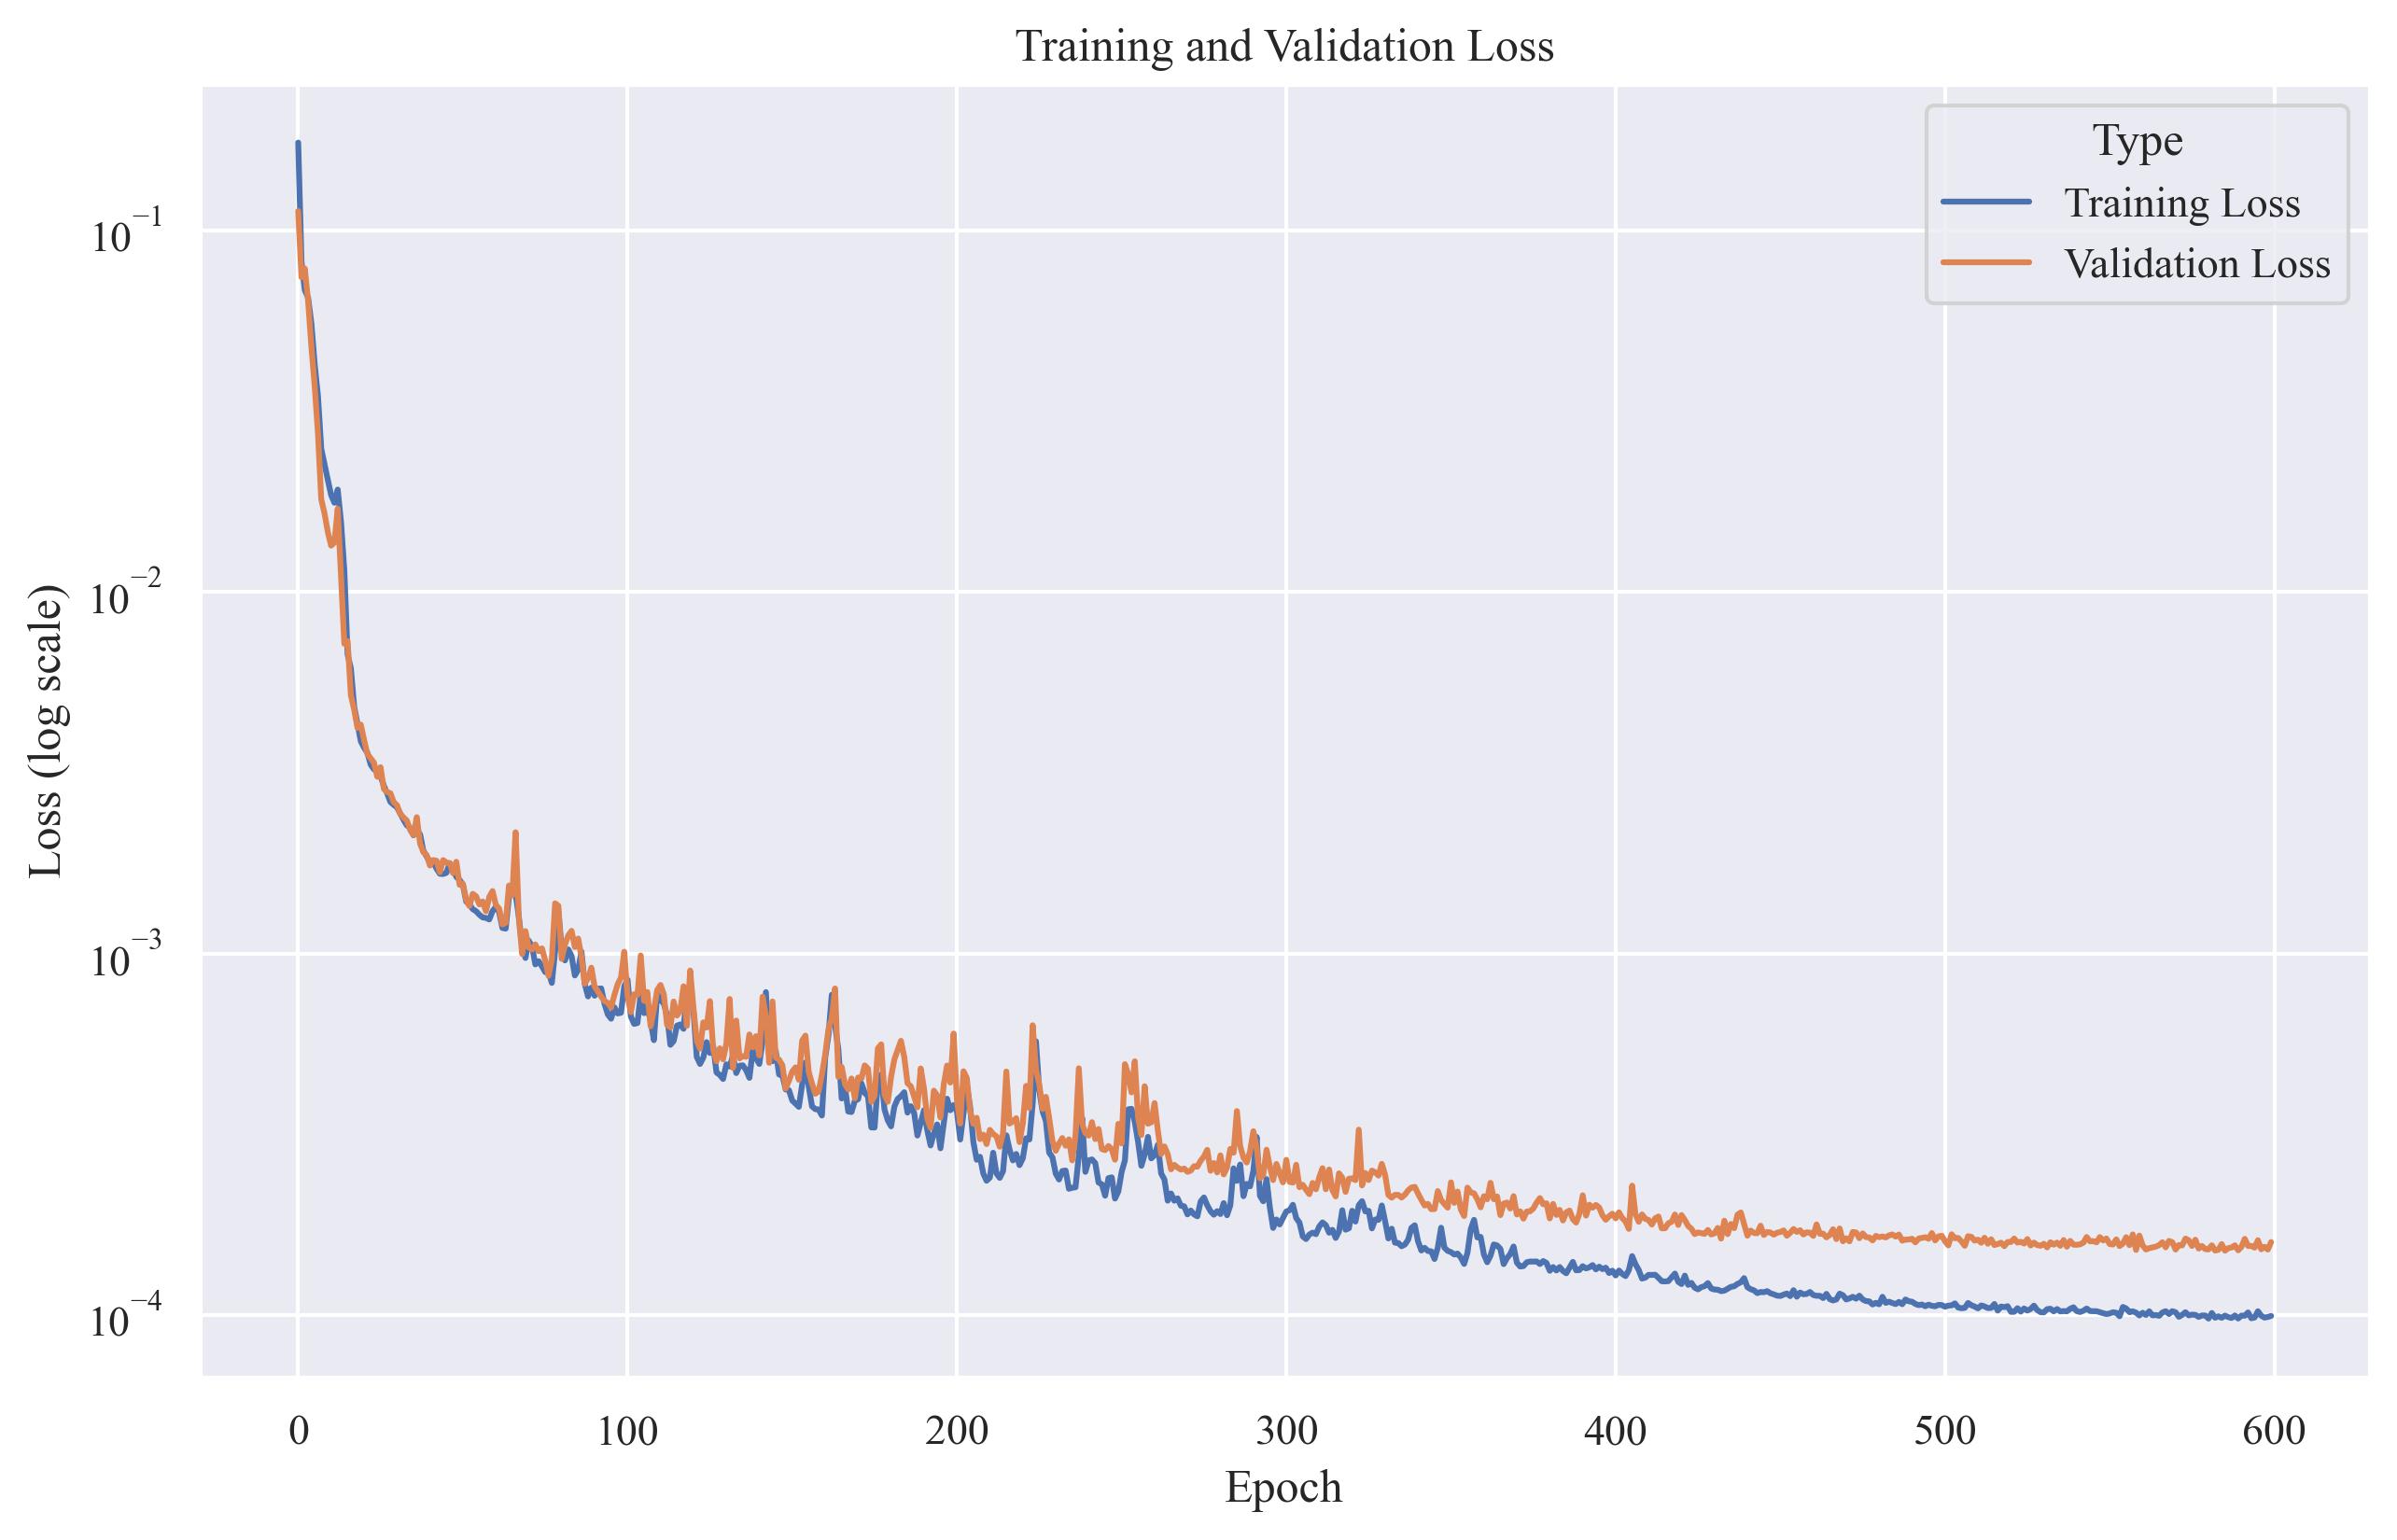 Training and Validation Loss
Type
Training Loss
Validation Loss
Loss (log scale)
10⁻¹
10⁻²
10⁻³
10⁻⁴
0 100 200 300 400 500 600
Epoch